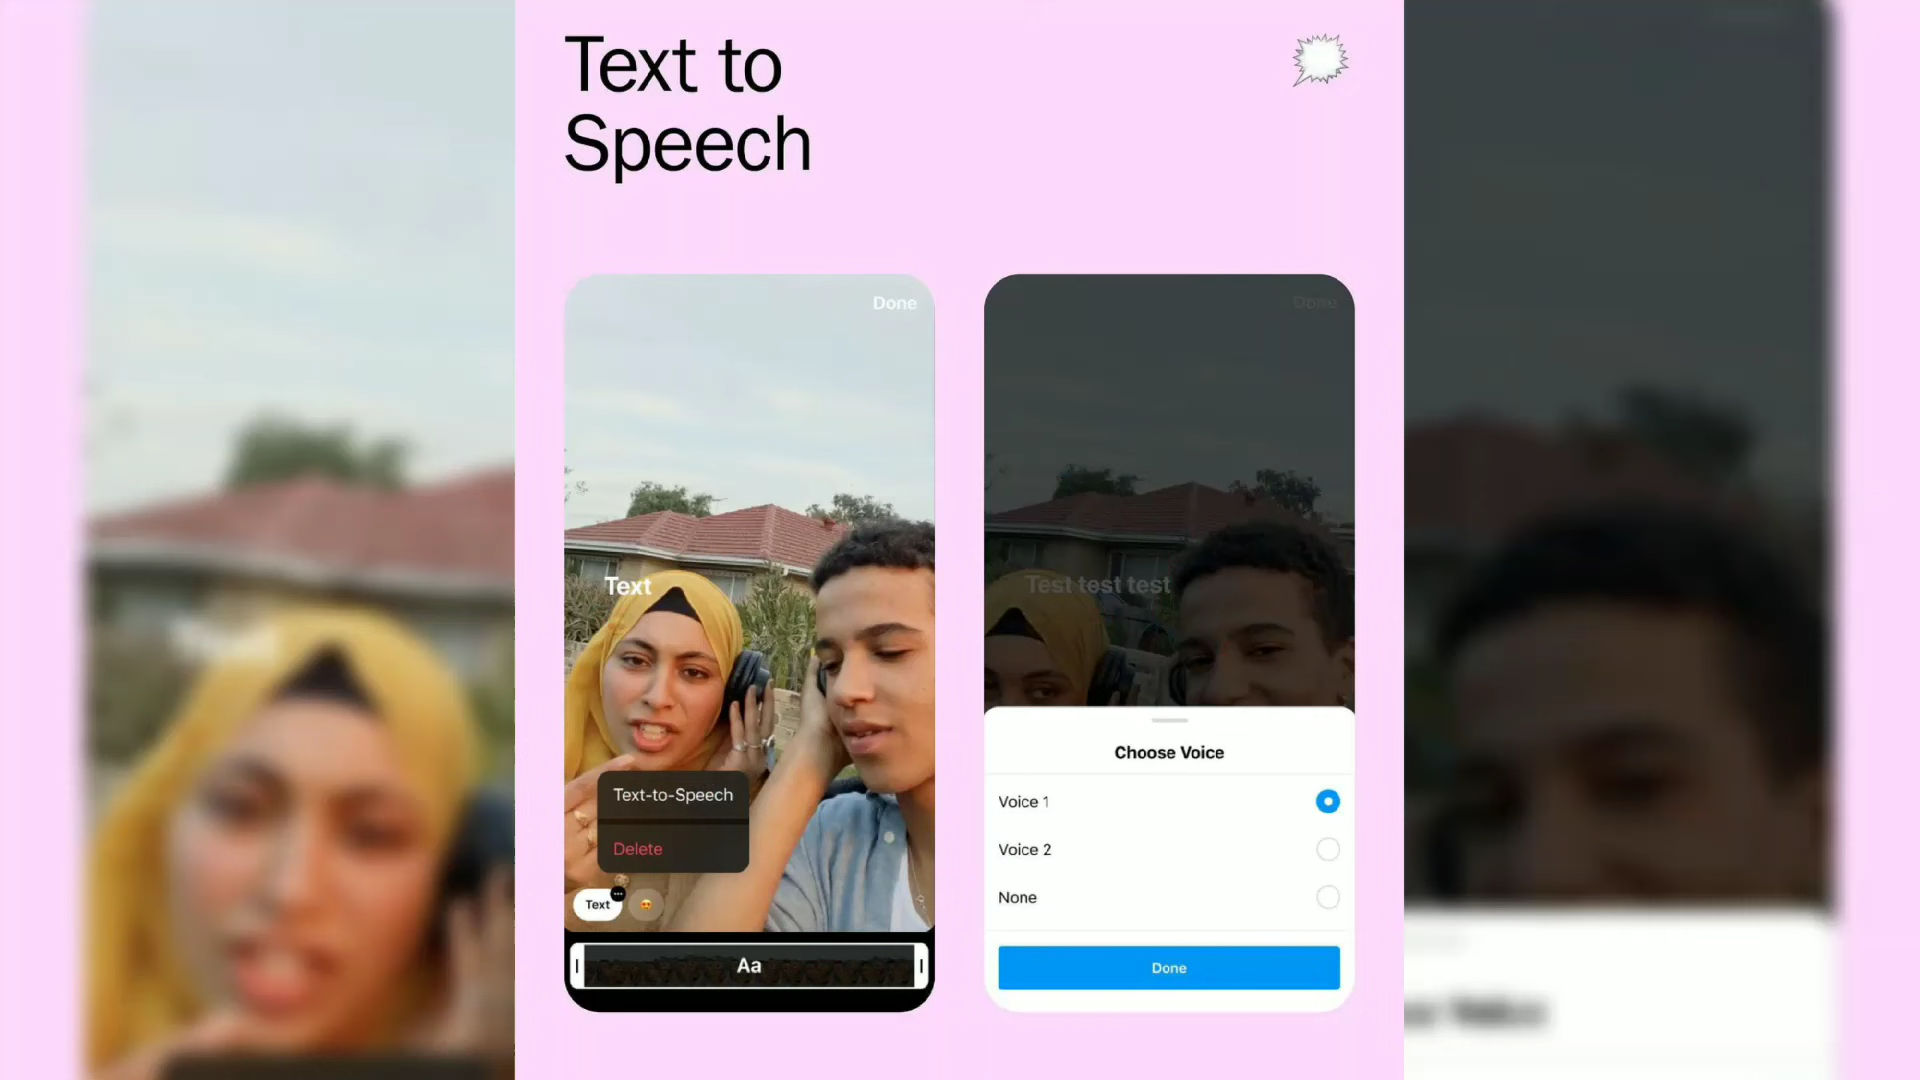 Text to
Speech
Done
Text
Text-to-Speech
Delete
Text
Aa
Done
Test test test
Choose Voice
Voice 1
Voice 2
None
Done